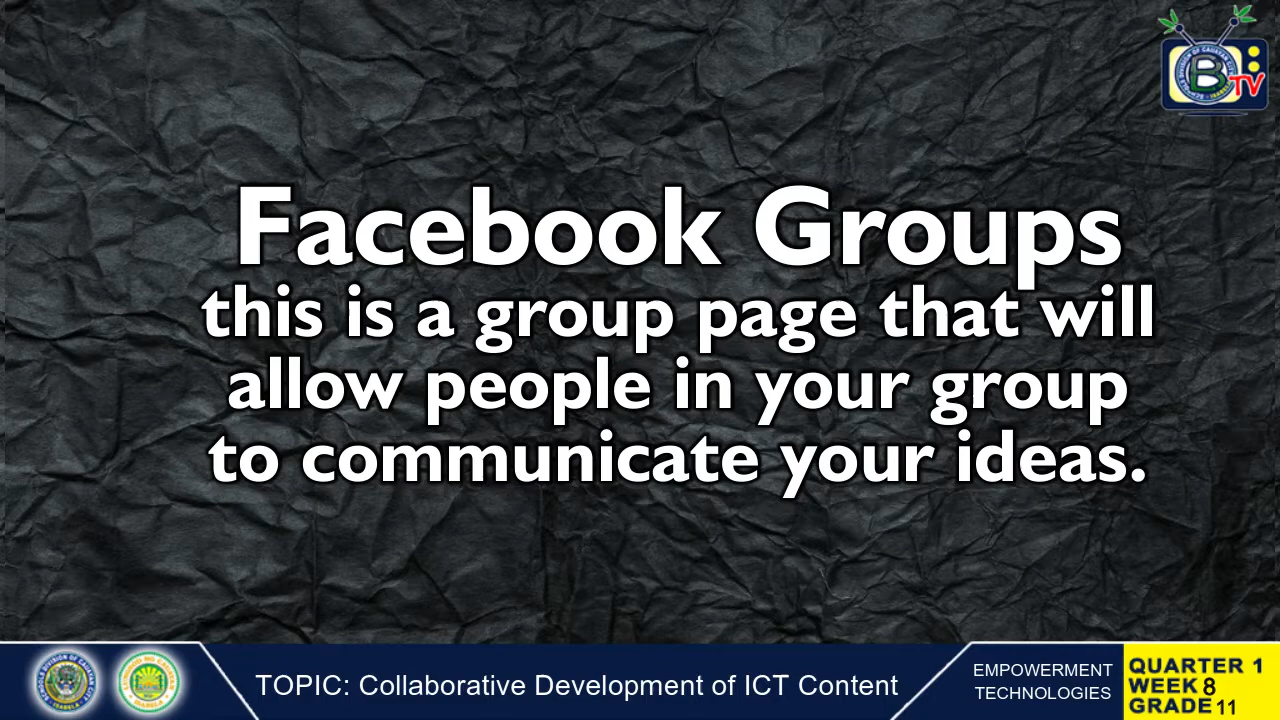 B
TV
Facebook Groups
this is a group page that will
allow people in your group
to communicate your ideas.
TOPIC: Collaborative Development of ICT Content
EMPOWERMENT
TECHNOLOGIES
QUARTER 1
WEEK 8
GRADE 11